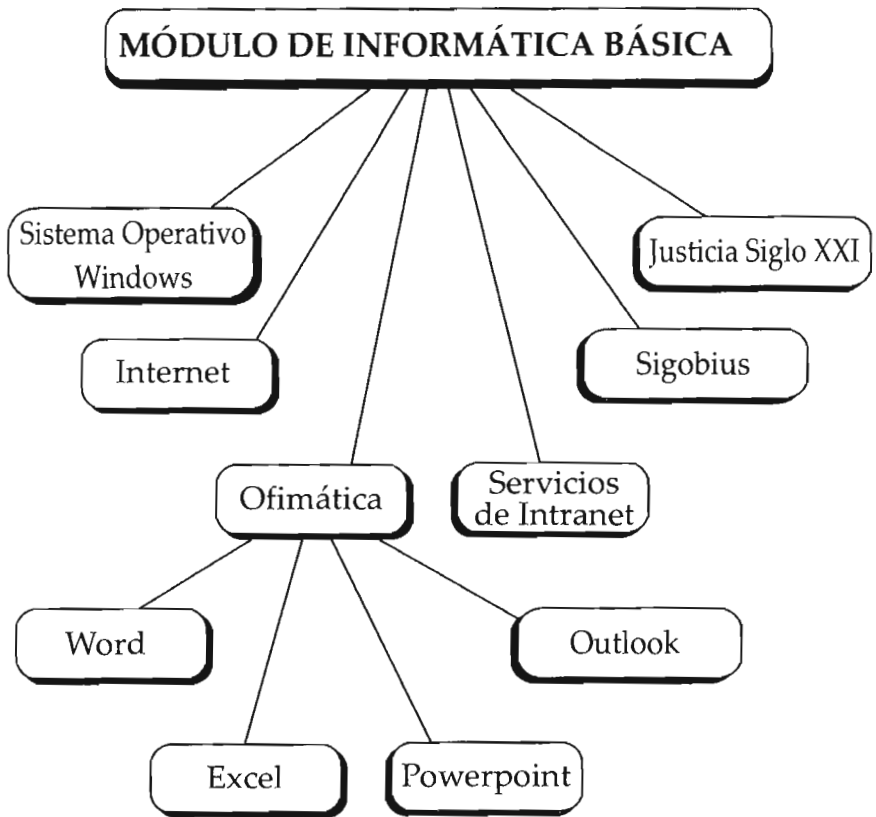 MÓDULO DE INFORMÁTICA BÁSICA
Sistema Operativo
Windows
Justicia Siglo XXI
Internet
Sigobius
Ofimática
Servicios
de Intranet
Word
Outlook
Excel
Powerpoint